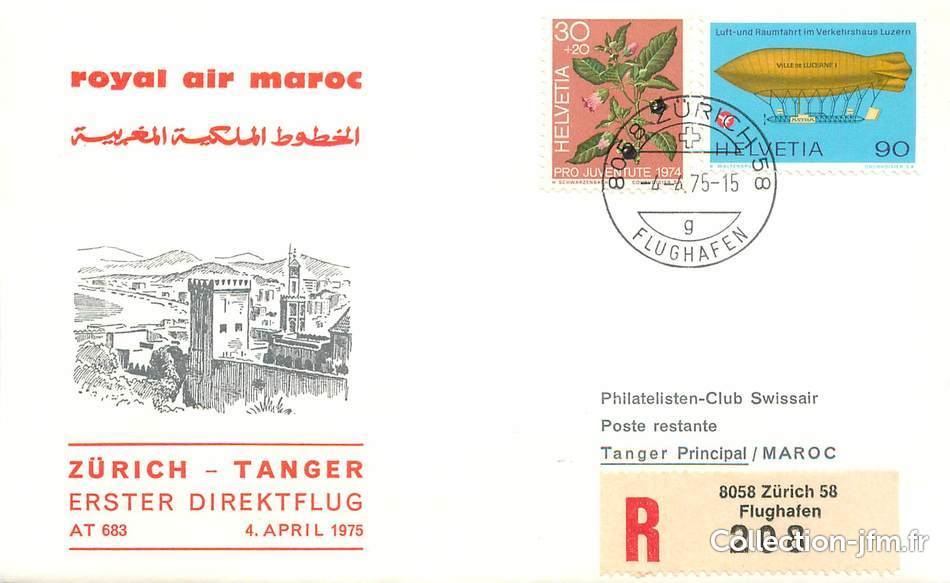 royal air maroc
الخطوط الملكية المغربية
ZÜRICH – TANGER
ERSTER DIREKTFLUG
AT 683 4. APRIL 1975
30
+20
HELVETIA
PRO JUVENTUTE 1974
Luft-und Raumfahrt im Verkehrshaus Luzern
VILLE DE LUCERNE I
HELVETIA 90
8058 ZÜRICH 58
-4.-4.75-15
g
FLUGHAFEN
Philatelisten-Club Swissair
Poste restante
Tanger Principal/MAROC
R
8058 Zürich 58
Flughafen
208
Collection-jfm.fr